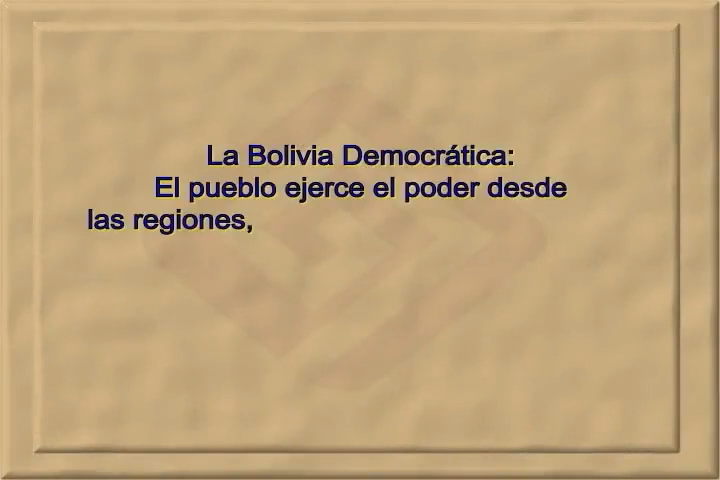 La Bolivia Democrática:
El pueblo ejerce el poder desde
las regiones,